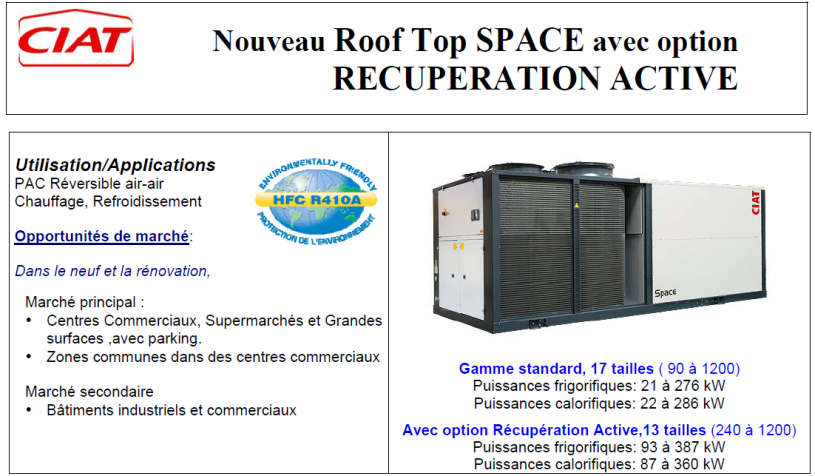 CIAT
Nouveau Roof Top SPACE avec option
RECUPERATION ACTIVE
Utilisation/Applications
PAC Réversible air-air
Chauffage, Refroidissement
ENVIRONMENTALLY FRIENDLY
HFC R410A
PROTECTION DE L'ENVIRONNEMENT
Opportunités de marché:
Dans le neuf et la rénovation,
Marché principal :
• Centres Commerciaux, Supermarchés et Grandes
surfaces ,avec parking.
• Zones communes dans des centres commerciaux
Marché secondaire
• Bâtiments industriels et commerciaux
CIAT
Space
Gamme standard, 17 tailles ( 90 à 1200)
Puissances frigorifiques: 21 à 276 kW
Puissances calorifiques: 22 à 286 kW
Avec option Récupération Active,13 tailles (240 à 1200)
Puissances frigorifiques: 93 à 387 kW
Puissances calorifiques: 87 à 360 kW